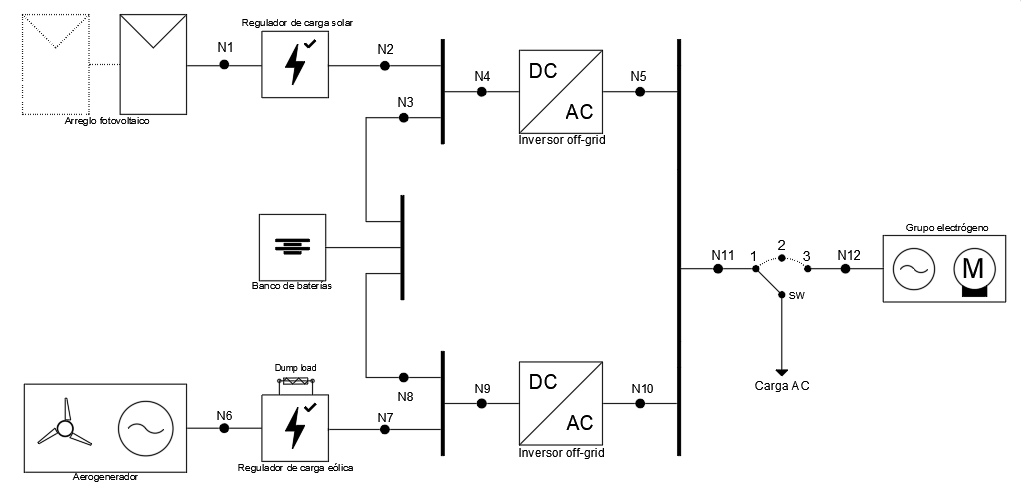 Regulador de carga solar
N1
N2
DC
AC
N4
N5
Arreglo fotovoltaico
N3
Inversor off-grid
Banco de baterías
N11
1
2
3
N12
Grupo electrógeno
M
SW
Carga AC
Dump load
N8
N6
N7
N9
DC
AC
N10
Aerogenerador
Regulador de carga eólica
Inversor off-grid